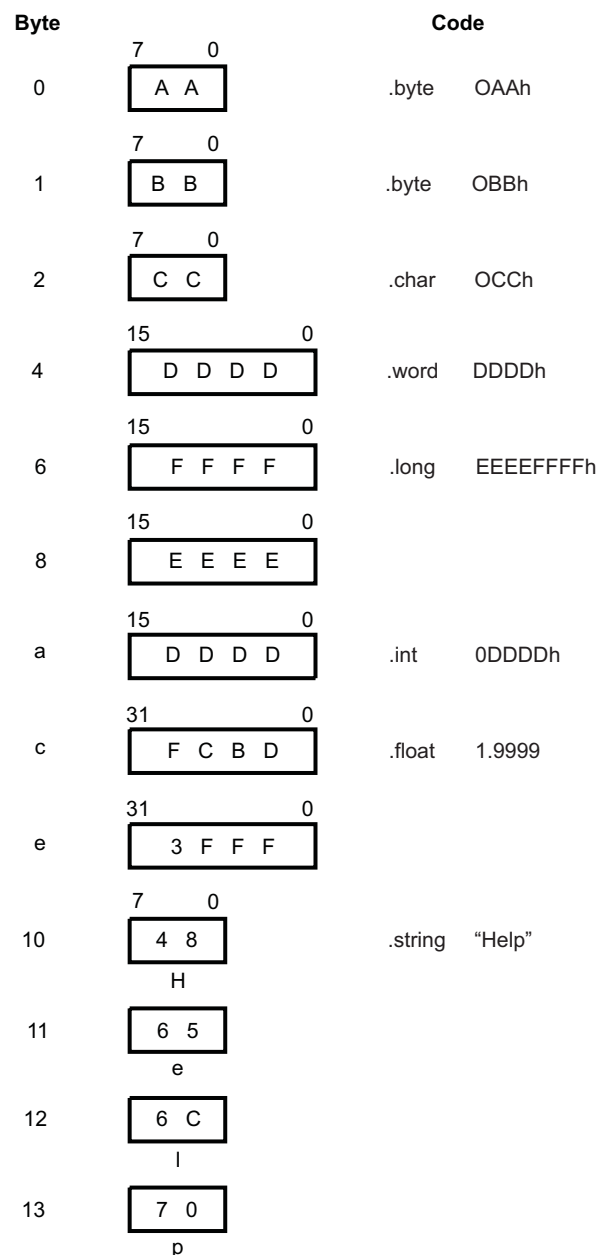 Byte Code
7 0
0 A A .byte OAAh
7 0
1 B B .byte OBBh
7 0
2 C C .char OCCh
15 0
4 D D D D .word DDDDh
15 0
6 F F F F .long EEEEFFFFh
15 0
8 E E E E
15 0
a D D D D .int 0DDDDh
31 0
c F C B D .float 1.9999
31 0
e 3 F F F
7 0
10 4 8 .string “Help”
H
11 6 5
e
12 6 C
l
13 7 0
p